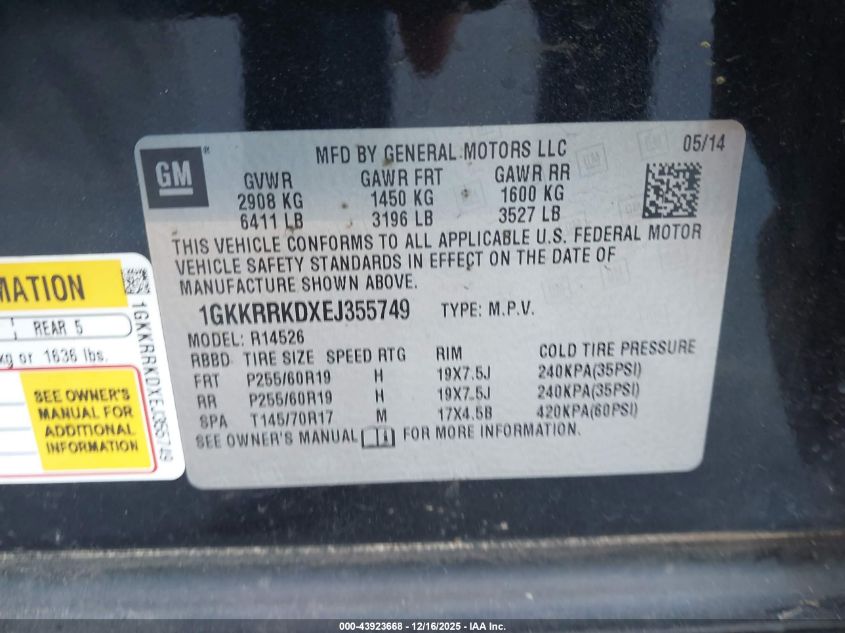 GM
MFD BY GENERAL MOTORS LLC
05/14
GVWR GAWR FRT GAWR RR
2908 KG 1450 KG 1600 KG
6411 LB 3196 LB 3527 LB
THIS VEHICLE CONFORMS TO ALL APPLICABLE U.S. FEDERAL MOTOR
VEHICLE SAFETY STANDARDS IN EFFECT ON THE DATE OF
MANUFACTURE SHOWN ABOVE.
1GKKRRKDXEJ355749 TYPE: M.P.V.
MODEL: R14526
RBBD TIRE SIZE SPEED RTG RIM COLD TIRE PRESSURE
FRT P255/60R19 H 19X7.5J 240KPA(35PSI)
RR P255/60R19 H 19X7.5J 240KPA(35PSI)
SPA T145/70R17 M 17X4.5B 420KPA(60PSI)
SEE OWNER'S MANUAL FOR MORE INFORMATION.
MATION
REAR 5
kg or 1636 lbs.
SEE OWNER'S
MANUAL FOR
ADDITIONAL
INFORMATION
1GKKRRKDXEJ355749
000-43923668 - 12/16/2025 - IAA Inc.